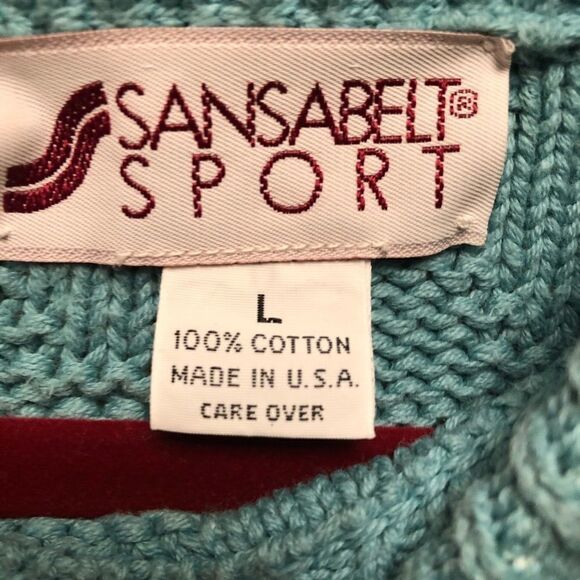 SANSABELT®
SPORT
L
100% COTTON
MADE IN U.S.A.
CARE OVER